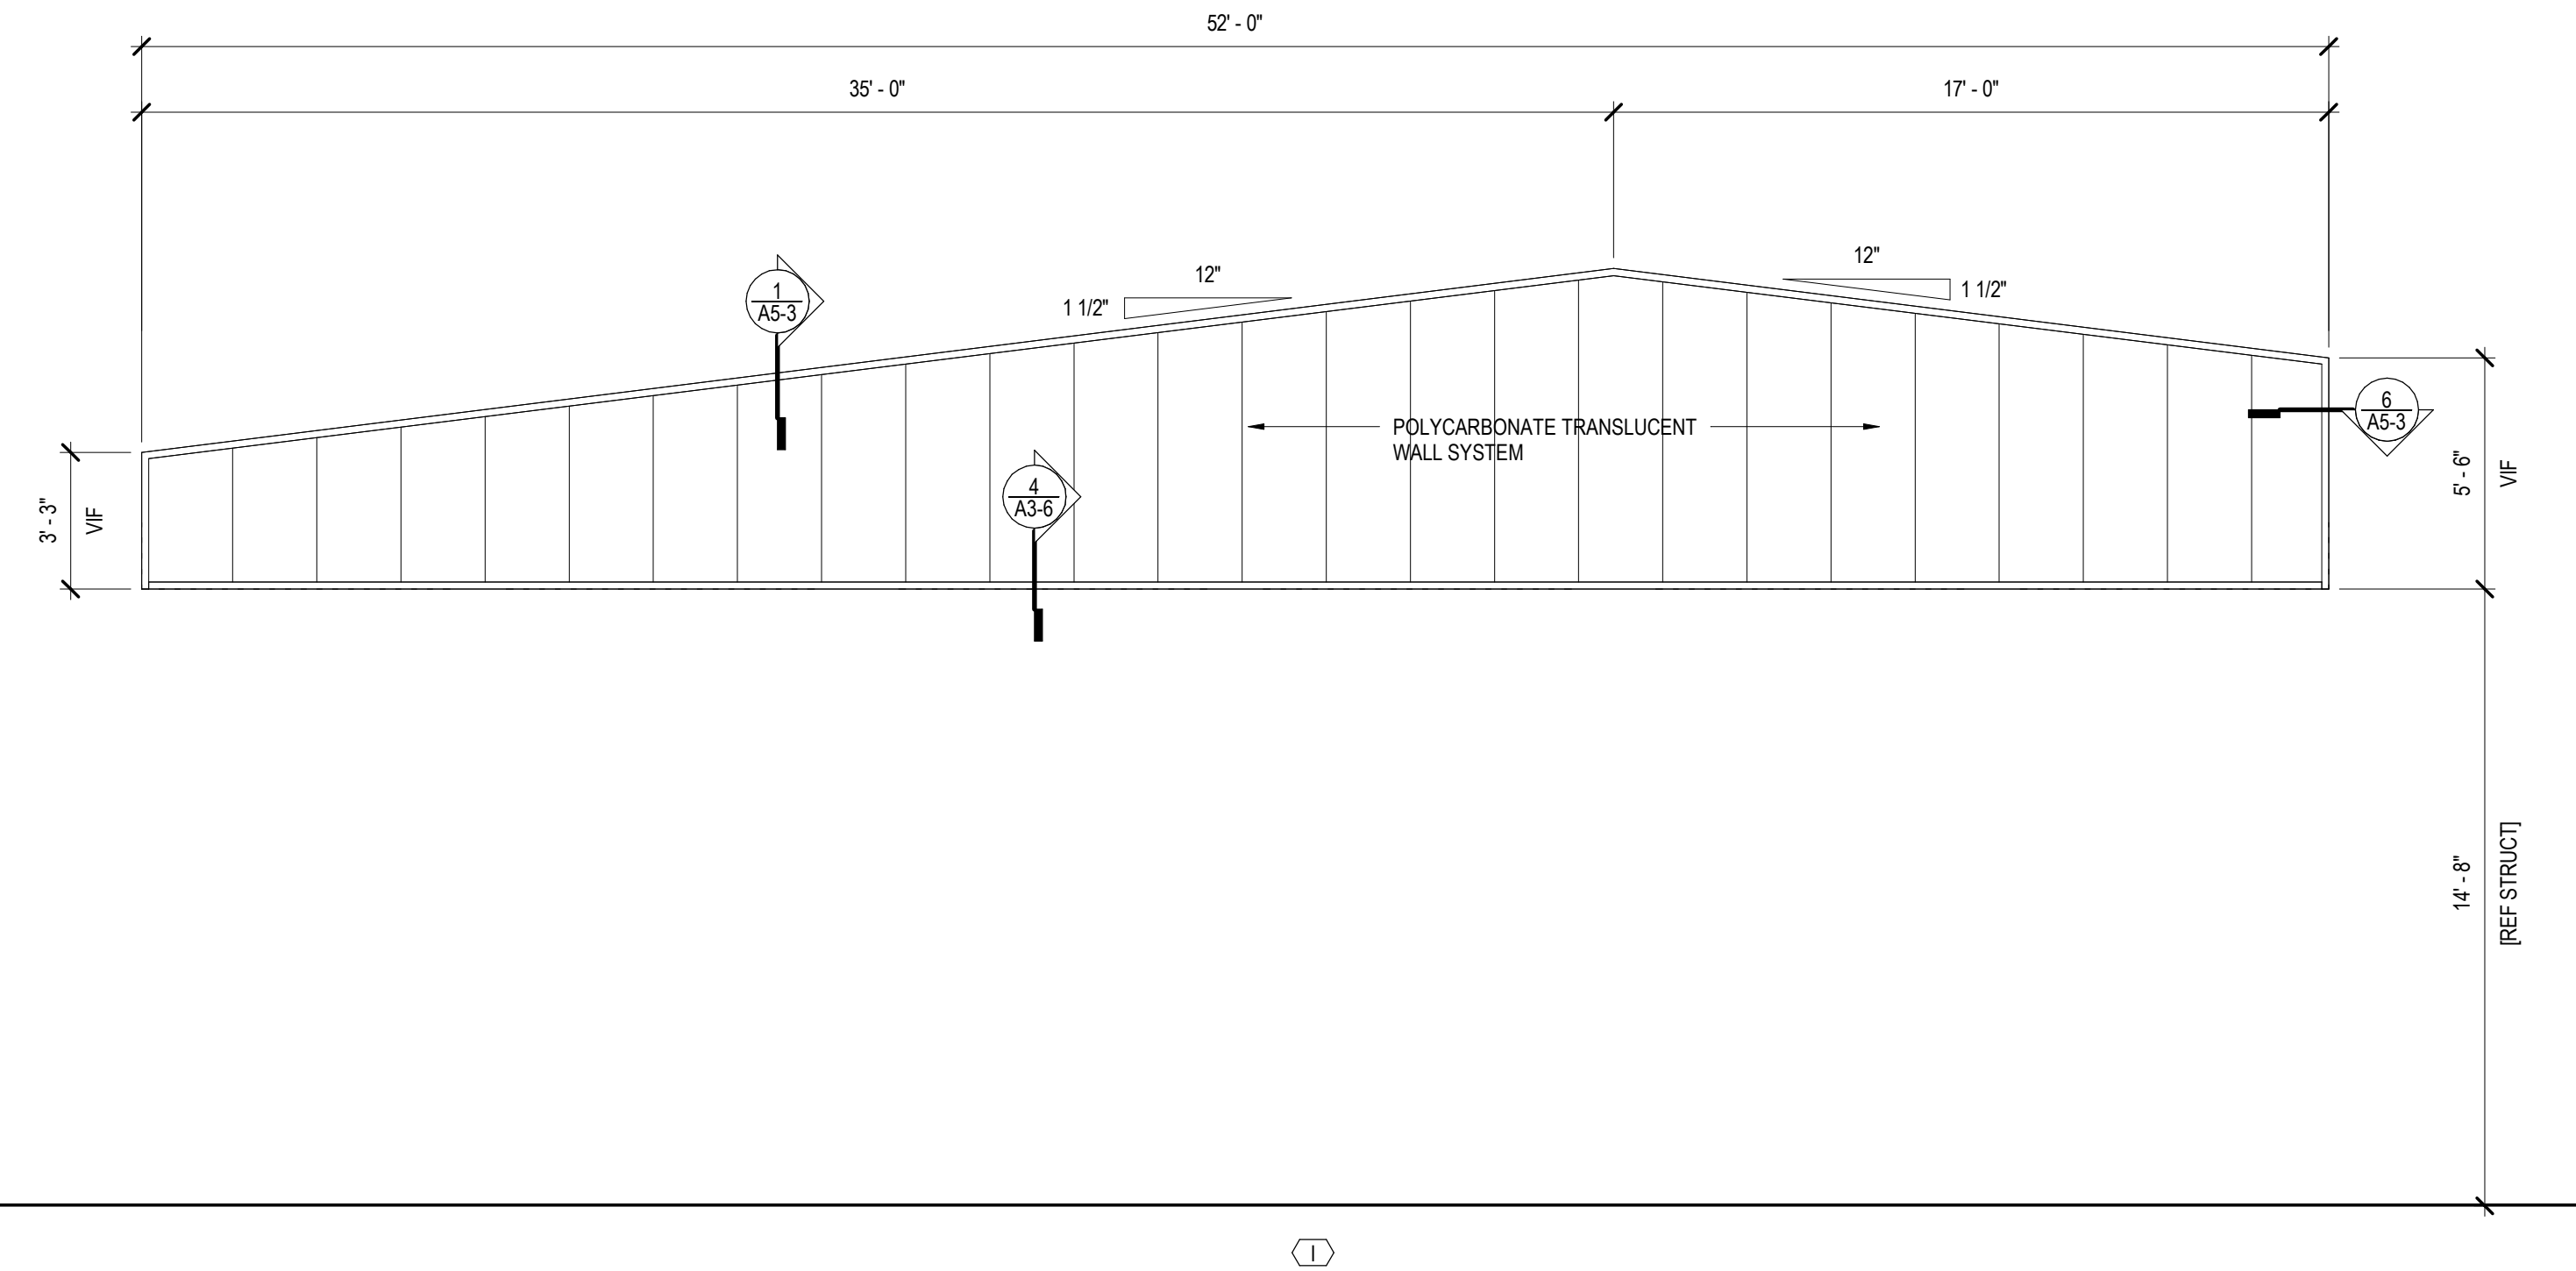 52' - 0"
35' - 0"
17' - 0"
12"
1 1/2"
12"
1 1/2"
1
A5-3
POLYCARBONATE TRANSLUCENT
WALL SYSTEM
6
A5-3
4
A3-6
3' - 3"
VIF
5' - 6"
VIF
14' - 8"
[REF STRUCT]
I